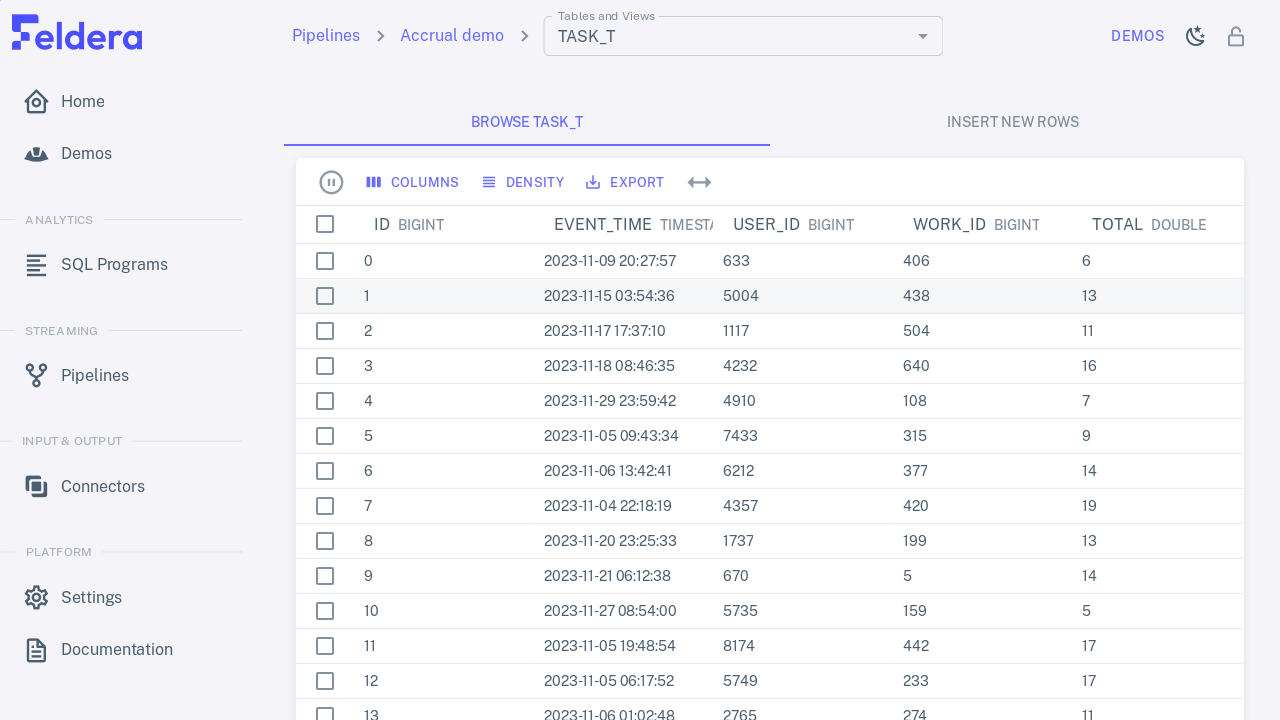 Feldera
Home
Demos
ANALYTICS
SQL Programs
STREAMING
Pipelines
INPUT & OUTPUT
Connectors
PLATFORM
Settings
Documentation
Pipelines > Accrual demo >
Tables and Views
TASK_T
DEMOS
BROWSE TASK_T
INSERT NEW ROWS
COLUMNS DENSITY EXPORT
ID BIGINT EVENT_TIME TIMESTA USER_ID BIGINT WORK_ID BIGINT TOTAL DOUBLE
0 2023-11-09 20:27:57 633 406 6
1 2023-11-15 03:54:36 5004 438 13
2 2023-11-17 17:37:10 1117 504 11
3 2023-11-18 08:46:35 4232 640 16
4 2023-11-29 23:59:42 4910 108 7
5 2023-11-05 09:43:34 7433 315 9
6 2023-11-06 13:42:41 6212 377 14
7 2023-11-04 22:18:19 4357 420 19
8 2023-11-20 23:25:33 1737 199 13
9 2023-11-21 06:12:38 670 5 14
10 2023-11-27 08:54:00 5735 159 5
11 2023-11-05 19:48:54 8174 442 17
12 2023-11-05 06:17:52 5749 233 17
13 2023-11-06 01:02:48 2765 274 11